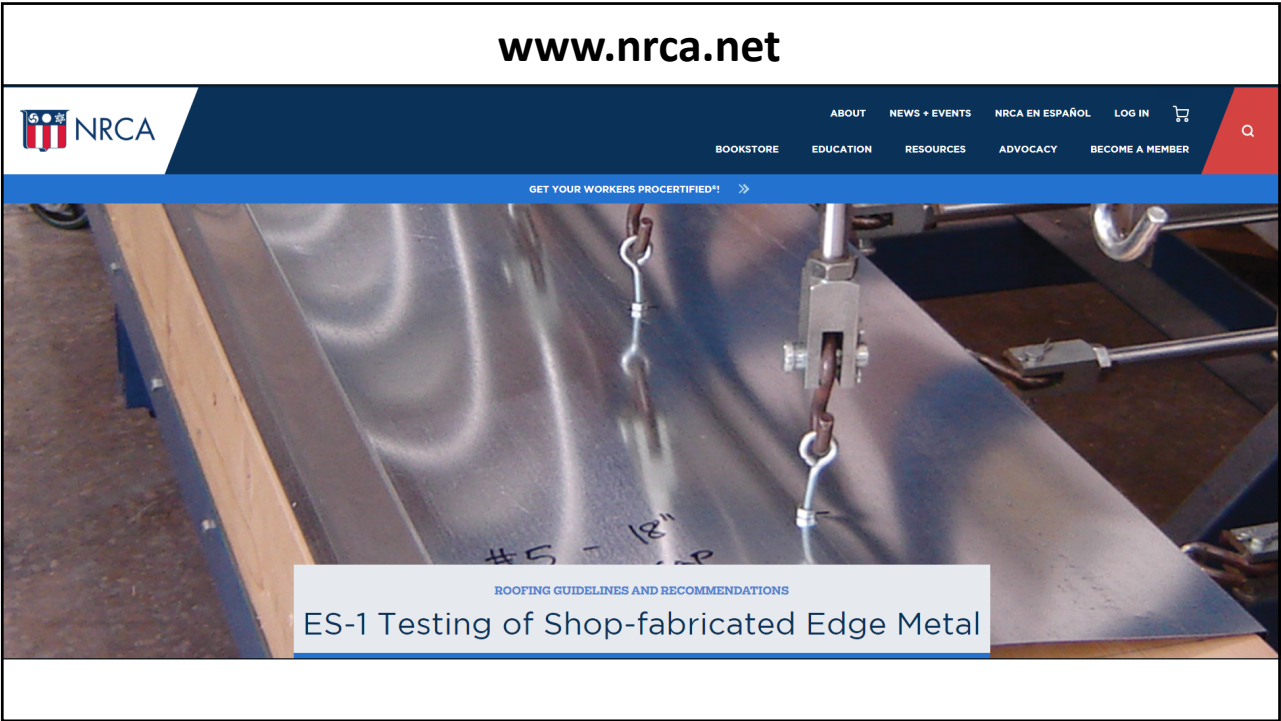 www.nrca.net
NRCA
ABOUT NEWS + EVENTS NRCA EN ESPAÑOL LOG IN
BOOKSTORE EDUCATION RESOURCES ADVOCACY BECOME A MEMBER
GET YOUR WORKERS PROCERTIFIED®!
#5 - 18"
ROOFING GUIDELINES AND RECOMMENDATIONS
ES-1 Testing of Shop-fabricated Edge Metal